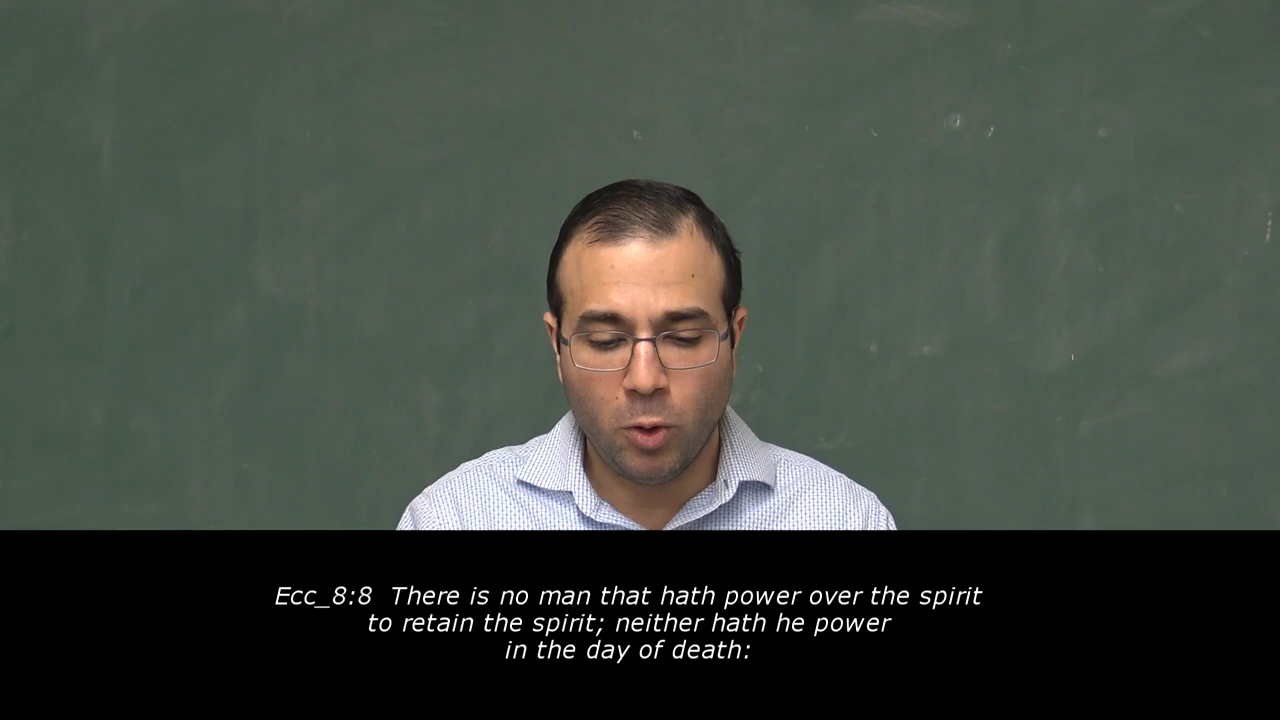 Ecc_8:8  There is no man that hath power over the spirit
to retain the spirit; neither hath he power
in the day of death: